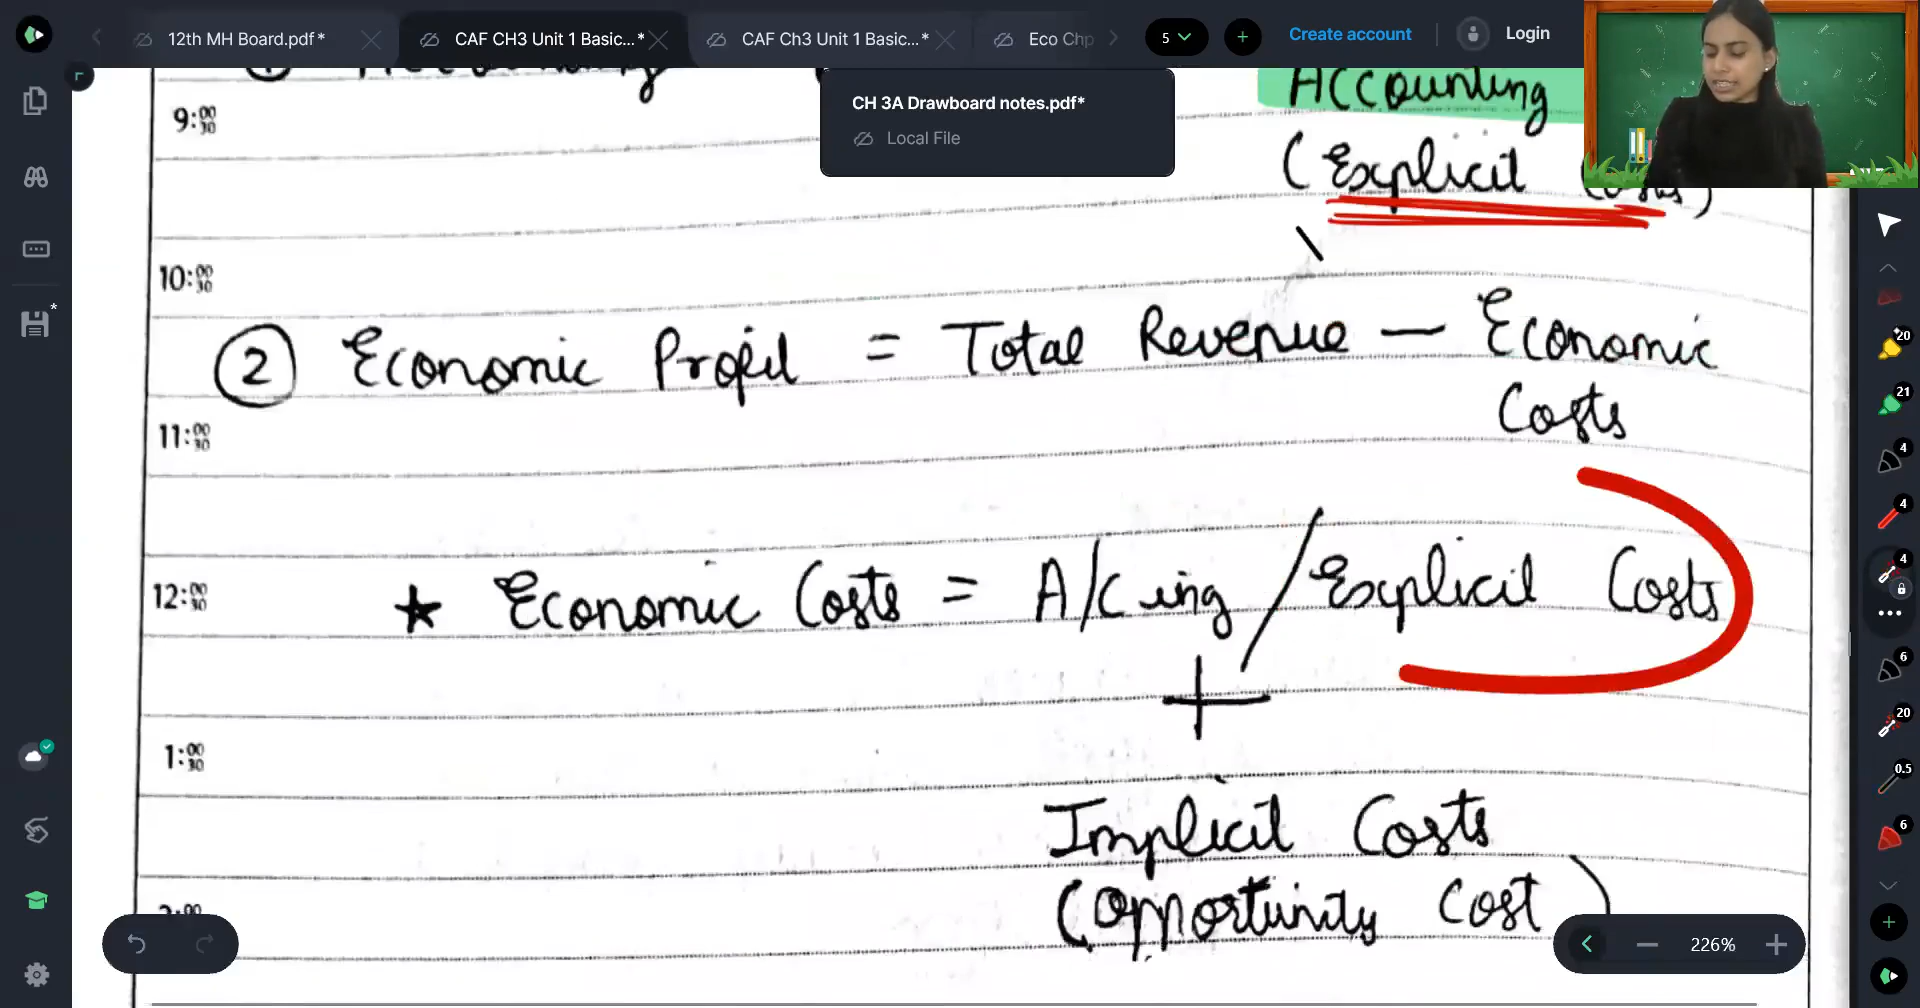 12th MH Board.pdf*
CAF CH3 Unit 1 Basic...*
CAF Ch3 Unit 1 Basic...*
Eco Chp
5
Create account
Login
CH 3A Drawboard notes.pdf*
Local File
① Accounting
Accounting
(Explicit Costs)
9:00 30
10:00 30
② Economic Profit = Total Revenue – Economic
Costs
11:00 30
12:00 30
★ Economic Costs = A/c ing / Explicit Costs
+
1:00 30
Implicit Costs
(Opportunity Cost)
20
21
4
4
4
6
20
0.5
6
226%